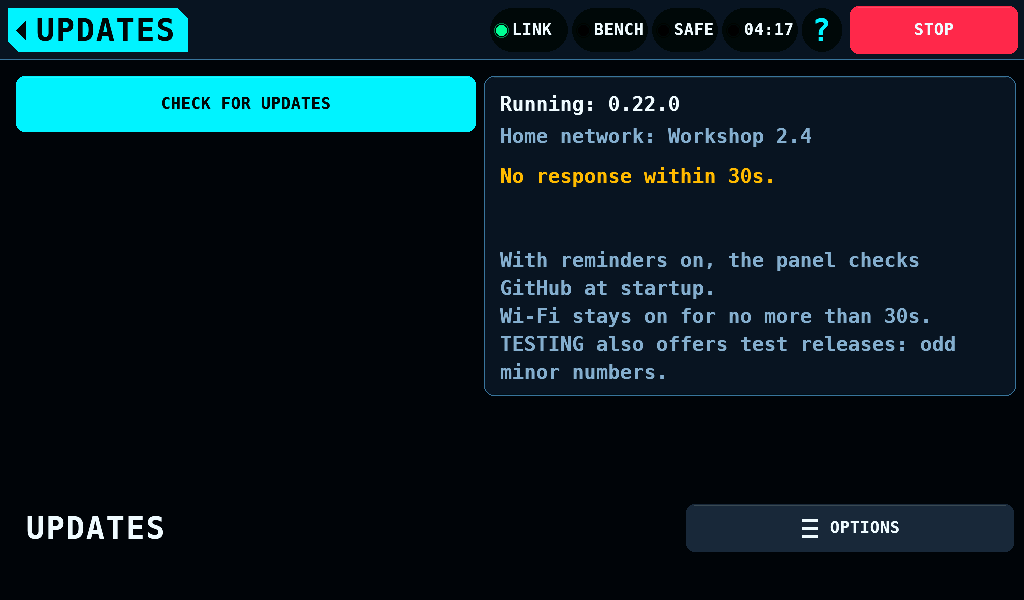 UPDATES
LINK
BENCH
SAFE
04:17
?
STOP
CHECK FOR UPDATES
Running: 0.22.0
Home network: Workshop 2.4
No response within 30s.
With reminders on, the panel checks
GitHub at startup.
Wi-Fi stays on for no more than 30s.
TESTING also offers test releases: odd
minor numbers.
UPDATES
OPTIONS